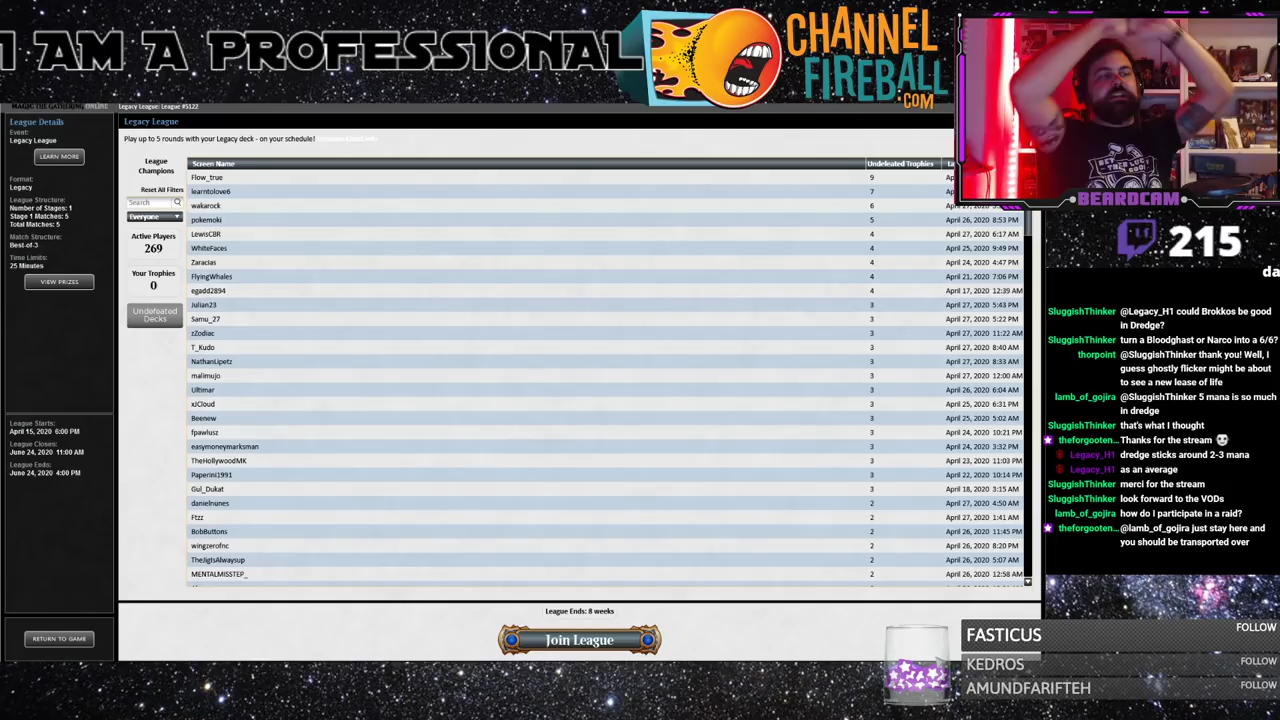 I AM A PROFESSIONAL
CHANNEL
FIREBALL
.COM
MAGIC THE GATHERING ONLINE
Legacy League: League #5122
League Details
Event:
Legacy League
LEARN MORE
Format:
Legacy
League Structure:
Number of Stages: 1
Stage 1 Matches: 5
Total Matches: 5
Match Structure:
Best-of-3
Time Limits:
25 Minutes
VIEW PRIZES
League Starts:
April 15, 2020 6:00 PM
League Closes:
June 24, 2020 11:00 AM
League Ends:
June 24, 2020 4:00 PM
RETURN TO GAME
Legacy League
Play up to 5 rounds with your Legacy deck - on your schedule!
League
Champions
Reset All Filters
Search
Everyone
Active Players
269
Your Trophies
0
Undefeated
Decks
Screen Name Undefeated Trophies
Flow_true 9
learntolove6 7
wakarock 6
pokemoki 5 April 26, 2020 8:53 PM
LewisCBR 4 April 27, 2020 6:17 AM
WhiteFaces 4 April 25, 2020 9:49 PM
Zaracias 4 April 24, 2020 4:47 PM
FlyingWhales 4 April 21, 2020 7:06 PM
egadd2894 4 April 17, 2020 12:39 AM
Julian23 3 April 27, 2020 5:43 PM
Samu_27 3 April 27, 2020 5:22 PM
zZodiac 3 April 27, 2020 11:22 AM
T_Kudo 3 April 27, 2020 8:40 AM
NathanLipetz 3 April 27, 2020 8:33 AM
malimujo 3 April 27, 2020 12:00 AM
Ultimar 3 April 26, 2020 6:04 AM
xJCloud 3 April 25, 2020 6:31 PM
Beenew 3 April 25, 2020 5:02 AM
fpawlusz 3 April 24, 2020 10:21 PM
easymoneymarksman 3 April 24, 2020 3:32 PM
TheHollywoodMK 3 April 23, 2020 11:03 PM
Paperini1991 3 April 22, 2020 10:14 PM
Gul_Dukat 3 April 18, 2020 3:15 AM
danielnunes 2 April 27, 2020 4:50 AM
Ftzz 2 April 27, 2020 1:41 AM
BobButtons 2 April 26, 2020 11:45 PM
wingzerofnc 2 April 26, 2020 8:20 PM
TheJigIsAlwaysup 2 April 26, 2020 5:07 AM
MENTALMISSTEP_ 2 April 26, 2020 12:58 AM
League Ends: 8 weeks
Join League
BEARDCAM
215
da
SluggishThinker @Legacy_H1 could Brokkos be good
in Dredge?
SluggishThinker turn a Bloodghast or Narco into a 6/6?
thorpoint @SluggishThinker thank you! Well, I
guess ghostly flicker might be about
to see a new lease of life
lamb_of_gojira @SluggishThinker 5 mana is so much
in dredge
SluggishThinker that's what I thought
theforgooten... Thanks for the stream
Legacy_H1 dredge sticks around 2-3 mana
Legacy_H1 as an average
SluggishThinker merci for the stream
SluggishThinker look forward to the VODs
lamb_of_gojira how do I participate in a raid?
theforgooten... @lamb_of_gojira just stay here and
you should be transported over
FASTICUS FOLLOW
KEDROS FOLLOW
AMUNDFARIFTEH FOLLOW